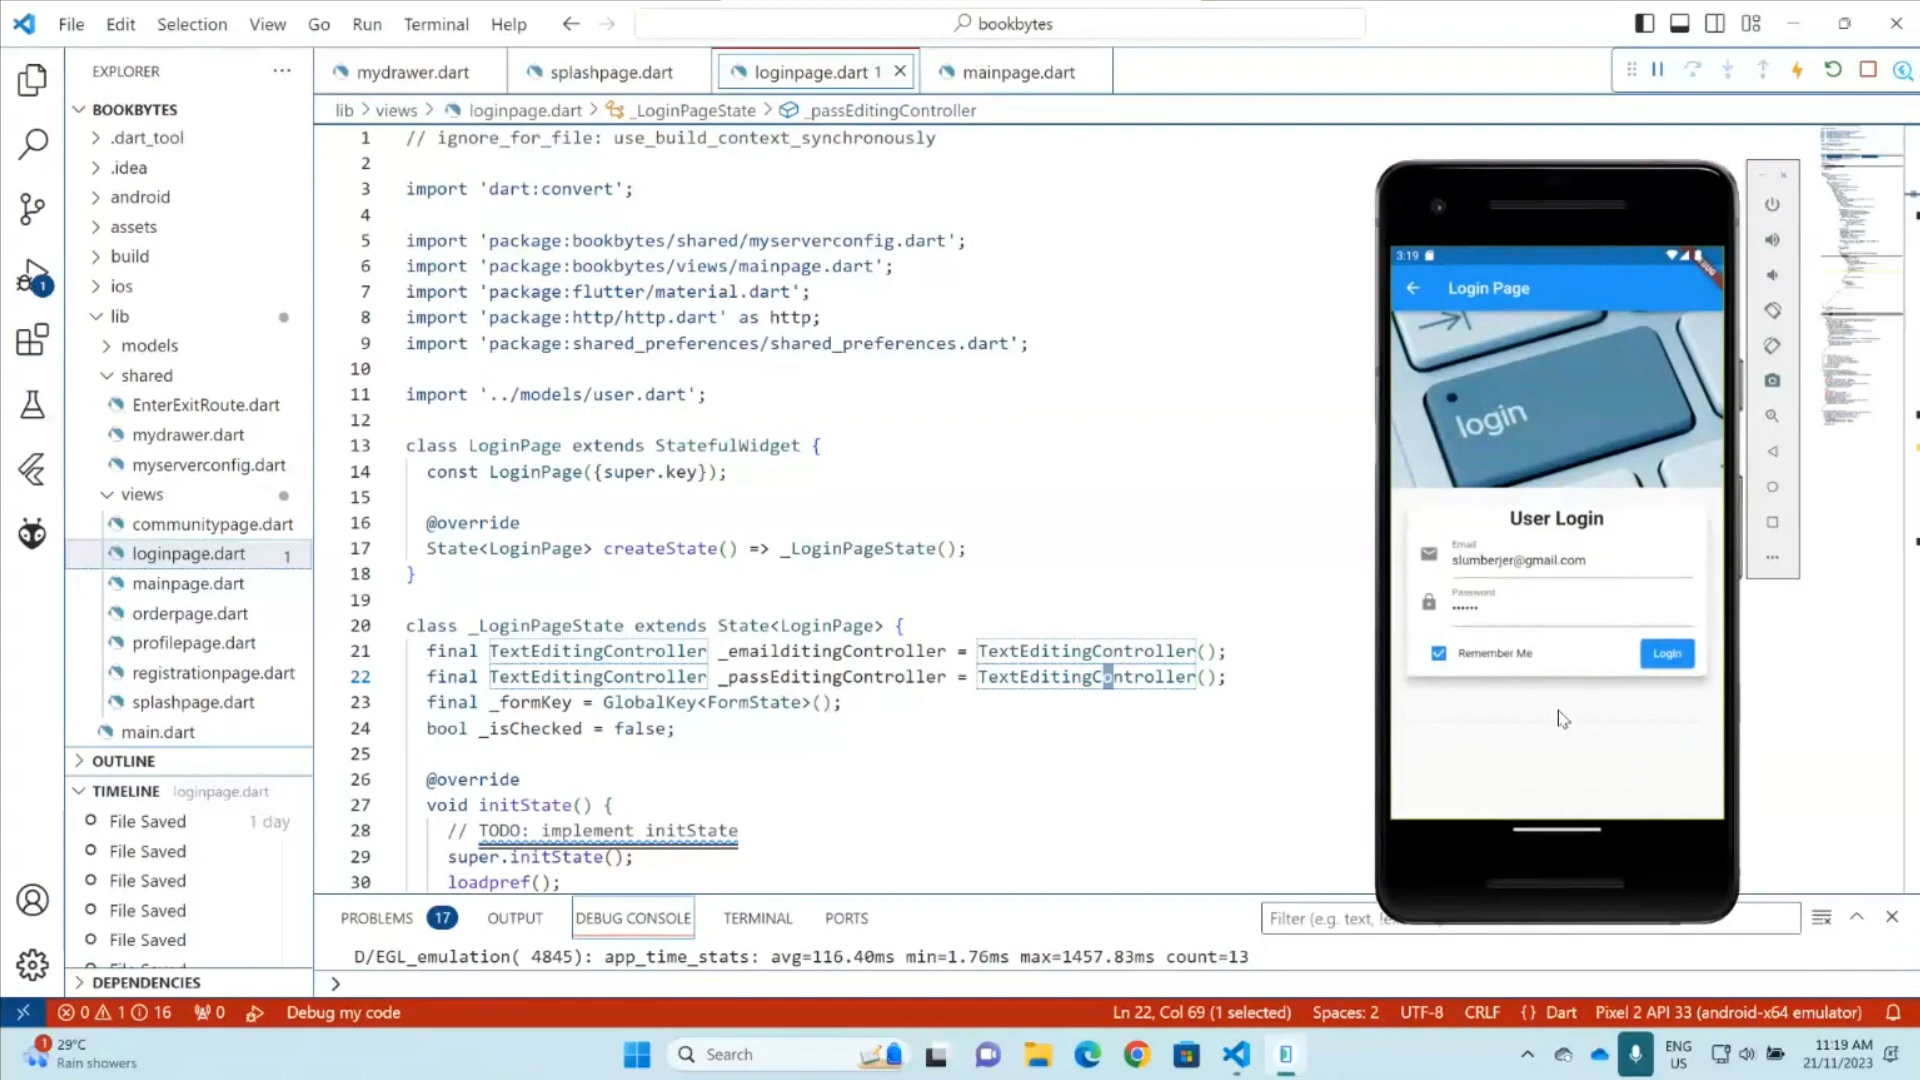 File Edit Selection View Go Run Terminal Help
bookbytes
EXPLORER
mydrawer.dart
splashpage.dart
loginpage.dart 1
mainpage.dart
BOOKBYTES
.dart_tool
.idea
android
assets
build
ios
lib
models
shared
EnterExitRoute.dart
mydrawer.dart
myserverconfig.dart
views
communitypage.dart
loginpage.dart 1
mainpage.dart
orderpage.dart
profilepage.dart
registrationpage.dart
splashpage.dart
main.dart
OUTLINE
TIMELINE loginpage.dart
File Saved 1 day
File Saved
File Saved
File Saved
File Saved
DEPENDENCIES
lib > views > loginpage.dart > _LoginPageState > _passEditingController
1 // ignore_for_file: use_build_context_synchronously
2
3 import 'dart:convert';
4
5 import 'package:bookbytes/shared/myserverconfig.dart';
6 import 'package:bookbytes/views/mainpage.dart';
7 import 'package:flutter/material.dart';
8 import 'package:http/http.dart' as http;
9 import 'package:shared_preferences/shared_preferences.dart';
10
11 import '../models/user.dart';
12
13 class LoginPage extends StatefulWidget {
14 const LoginPage({super.key});
15
16 @override
17 State<LoginPage> createState() => _LoginPageState();
18 }
19
20 class _LoginPageState extends State<LoginPage> {
21 final TextEditingController _emailditingController = TextEditingController();
22 final TextEditingController _passEditingController = TextEditingController();
23 final _formKey = GlobalKey<FormState>();
24 bool _isChecked = false;
25
26 @override
27 void initState() {
28 // TODO: implement initState
29 super.initState();
30 loadpref();
3:19
DEBUG
Login Page
login
User Login
Email
slumberjer@gmail.com
Password
••••••
Remember Me
Login
PROBLEMS 17 OUTPUT DEBUG CONSOLE TERMINAL PORTS
Filter (e.g. text, !e
D/EGL_emulation( 4845): app_time_stats: avg=116.40ms min=1.76ms max=1457.83ms count=13
>
0 1 16 0 Debug my code
Ln 22, Col 69 (1 selected) Spaces: 2 UTF-8 CRLF {} Dart Pixel 2 API 33 (android-x64 emulator)
1
29°C
Rain showers
Search
ENG
US
11:19 AM
21/11/2023